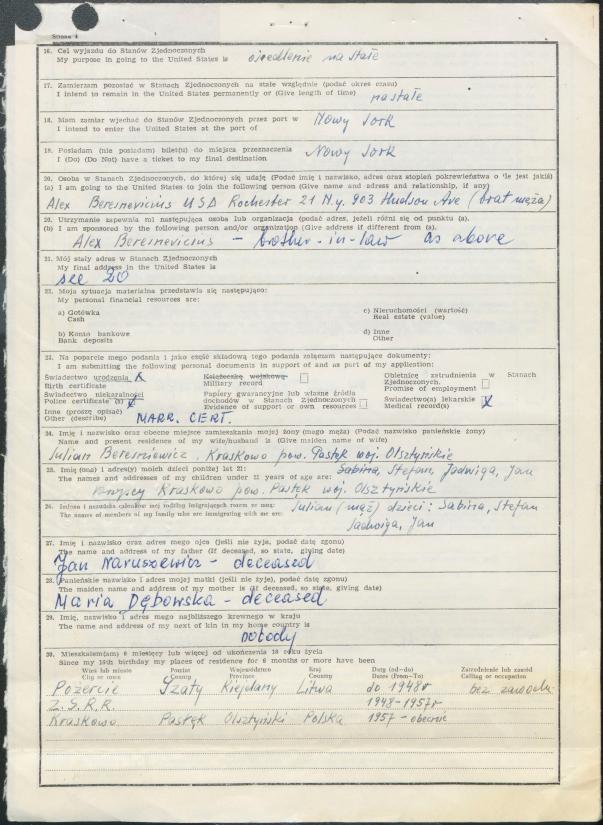 Strona 4
16. Cel wyjazdu do Stanów Zjednoczonych
My purpose in going to the United States is osiedlenie na stałe
17. Zamierzam pozostać w Stanach Zjednoczonych na stałe względnie (podać okres czasu)
I intend to remain in the United States permanently or (Give length of time) na stałe
18. Mam zamiar wjechać do Stanów Zjednoczonych przez port w Nowy Jork
I intend to enter the United States at the port of
19. Posiadam (nie posiadam) bilet(u) do miejsca przeznaczenia Nowy Jork
I (Do) (Do Not) have a ticket to my final destination
20. Osoba w Stanach Zjednoczonych, do której się udaję (Podać imię i nazwisko, adres oraz stopień pokrewieństwa o ile jest jakiś)
(a) I am going to the United States to join the following person (Give name and adress and relationship, if any)
Alex Beresnevicius USA Rochester 21 N.y. 903 Hudson Ave (brat męża)
20. Utrzymanie zapewnia mi następująca osoba lub organizacja (podać adres, jeżeli różni się od punktu (a).
(b) I am sponsored by the following person and/or organization (Give address if different from (a).
Alex Beresnevicius - brother-in-law as above
21. Mój stały adres w Stanach Zjednoczonych
My final address in the United States is
see 20
22. Moja sytuacja materialna przedstawia się następująco:
My personal financial resources are:
a) Gotówka c) Nieruchomości (wartość)
Cash Real estate (value)
b) Konto bankowe d) Inne
Bank deposits Other
23. Na poparcie mego podania i jako część składową tego podania załączam następujące dokumenty:
I am submitting the following personal documents in support of and as part of my application:
Świadectwo urodzenia X Książeczkę wojskową Obietnicę zatrudnienia w Stanach
Birth certificate Military record Zjednoczonych.
Świadectwo niekaralności Papiery gwarancyjne lub własne źródła Promise of employment
Police certificate (s) X dochodów w Stanach Zjednoczonych Świadectwo(a) lekarskie X
Inne (proszę opisać) Evidence of support or own resources Medical record(s)
Other (describe) MARR. CERT.
24. Imię i nazwisko oraz obecne miejsce zamieszkania mojej żony (mego męża) (Podać nazwisko panieńskie żony)
Name and present residence of my wife/husband is (Give maiden name of wife)
Julian Beresniewicz, Kraskowo pow. Pasłęk woj. Olsztyńskie
25. Imię (ona) i adres(y) moich dzieci poniżej lat 21: Sabina, Stefan, Jadwiga, Jan
The names and addresses of my children under 21 years of age are:
wszyscy Kraskowo pow. Pasłęk woj. Olsztyńskie
26. Imiona i nazwiska członków mej rodziny imigrujących razem ze mną: Julian (mąż) dzieci: Sabina, Stefan
The names of members of my family who are immigrating with me are: Jadwiga, Jan
27. Imię i nazwisko oraz adres mego ojca (jeśli nie żyje, podać datę zgonu)
The name and address of my father (If deceased, so state, giving date)
Jan Naruszewicz - deceased
28. Panieńskie nazwisko i adres mojej matki (jeśli nie żyje), podać datę zgonu)
The maiden name and address of my mother is (If deceased, so state, giving date)
Maria Dębowska - deceased
29. Imię, nazwisko i adres mego najbliższego krewnego w kraju
The name and address of my next of kin in my home country is
nobody
30. Mieszkałem(am) 6 miesięcy lub więcej od ukończenia 18 roku życia
Since my 18th birthday my places of residence for 6 months or more have been
Wieś lub miasto Powiat Województwo Kraj Daty (od—do) Zatrudnienie lub zawód
City or town County Province Country Dates (From—To) Calling or occupation
Pożercie Szaty Kiejdany Litwa do 1948r bez zawodu
Z.S.R.R. 1948-1957r
Kraskowo Pasłęk Olsztyński Polska 1957 - obecnie